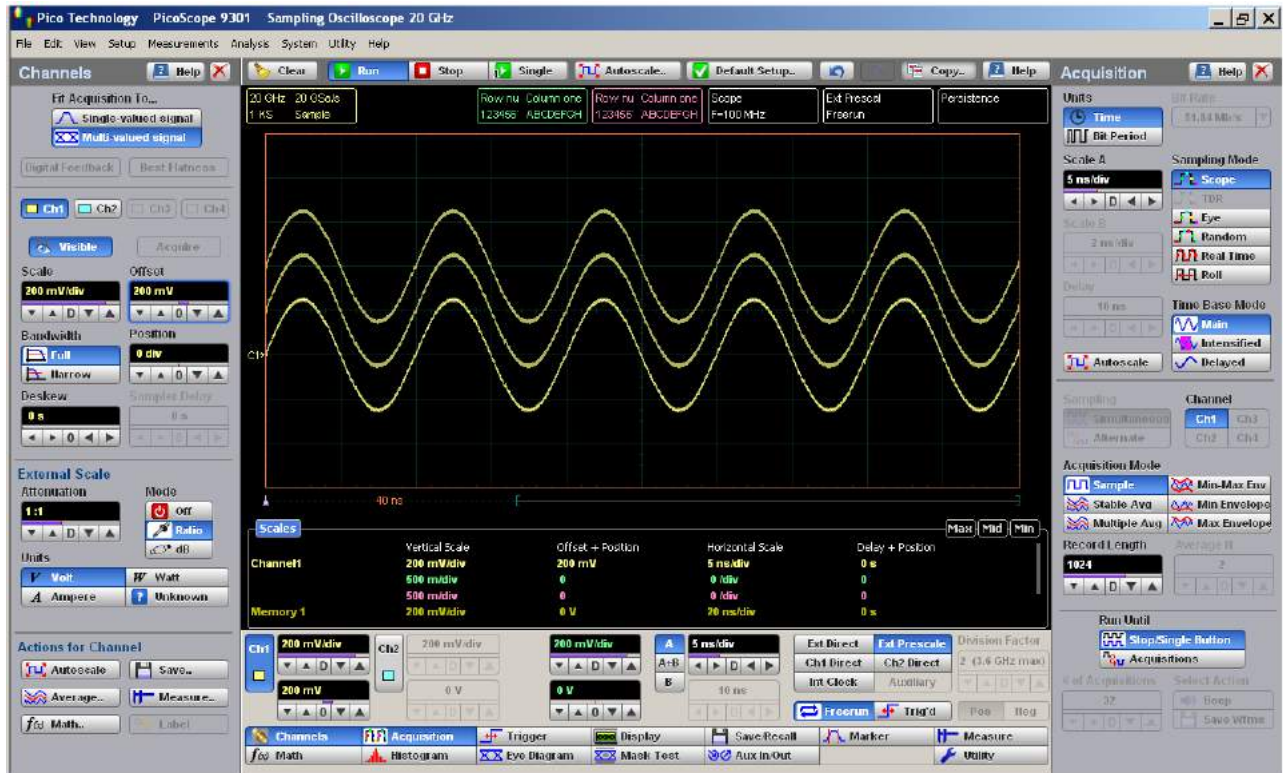 Pico Technology PicoScope 9301 Sampling Oscilloscope 20 GHz
File Edit View Setup Measurements Analysis System Utility Help
Channels Help
Clear Run Stop Single Autoscale.. Default Setup.. Copy.. Help
Acquisition Help
Fit Acquisition To...
Single-valued signal
Multi-valued signal
Digital Feedback Best Flatness
Ch1 Ch2 Ch3 Ch4
Visible Acquire
Scale Offset
200 mV/div 200 mV
D 0
Bandwidth Position
Full 0 div
Narrow 0
Deskew Sampler Delay
0 s 0 s
0
External Scale
Attenuation Mode
1:1 Off
D Ratio
dB
Units
V Volt W Watt
A Ampere ? Unknown
Actions for Channel
Autoscale Save..
Average.. Measure..
f(x) Math.. Label
20 GHz 20 GSa/s
1 KS Sample
Row nu Column one
123456 ABCDEFGH
Row nu Column one
123456 ABCDEFGH
Scope
F=100 MHz
Ext Prescal
Freerun
Persistence
C1>
40 ns
Scales Max Mid Min
Vertical Scale Offset + Position Horizontal Scale Delay + Position
Channel1 200 mV/div 200 mV 5 ns/div 0 s
500 m/div 0 0 /div 0
500 m/div 0 0 /div 0
Memory 1 200 mV/div 0 V 20 ns/div 0 s
Units Bit Rate
Time
Bit Period
Scale A Sampling Mode
5 ns/div Scope
D TDR
Scale B Eye
2 ns/div Random
D Real Time
Roll
Delay
10 ns Time Base Mode
0 Main
Intensified
Autoscale Delayed
Sampling Channel
Simultaneous Ch1 Ch3
Alternate Ch2 Ch4
Acquisition Mode
Sample Min-Max Env
Stable Avg Min Envelope
Multiple Avg Max Envelope
Record Length Average N
1024 2
D
Run Until
Stop/Single Button
Acquisitions
# of Acquisitions Select Action
32 Beep
Save Wfms
Ch1 200 mV/div Ch2 200 mV/div 200 mV/div A 5 ns/div Ext Direct Ext Prescale Division Factor
D D D A+B D Ch1 Direct Ch2 Direct 2 (3.6 GHz max)
200 mV 0 V 0 V B 10 ns Int Clock Auxiliary
0 0 0 Freerun Trig'd Pos Neg
Channels Acquisition Trigger Display Save/Recall Marker Measure
f(x) Math Histogram Eye Diagram Mask Test Aux In/Out Utility